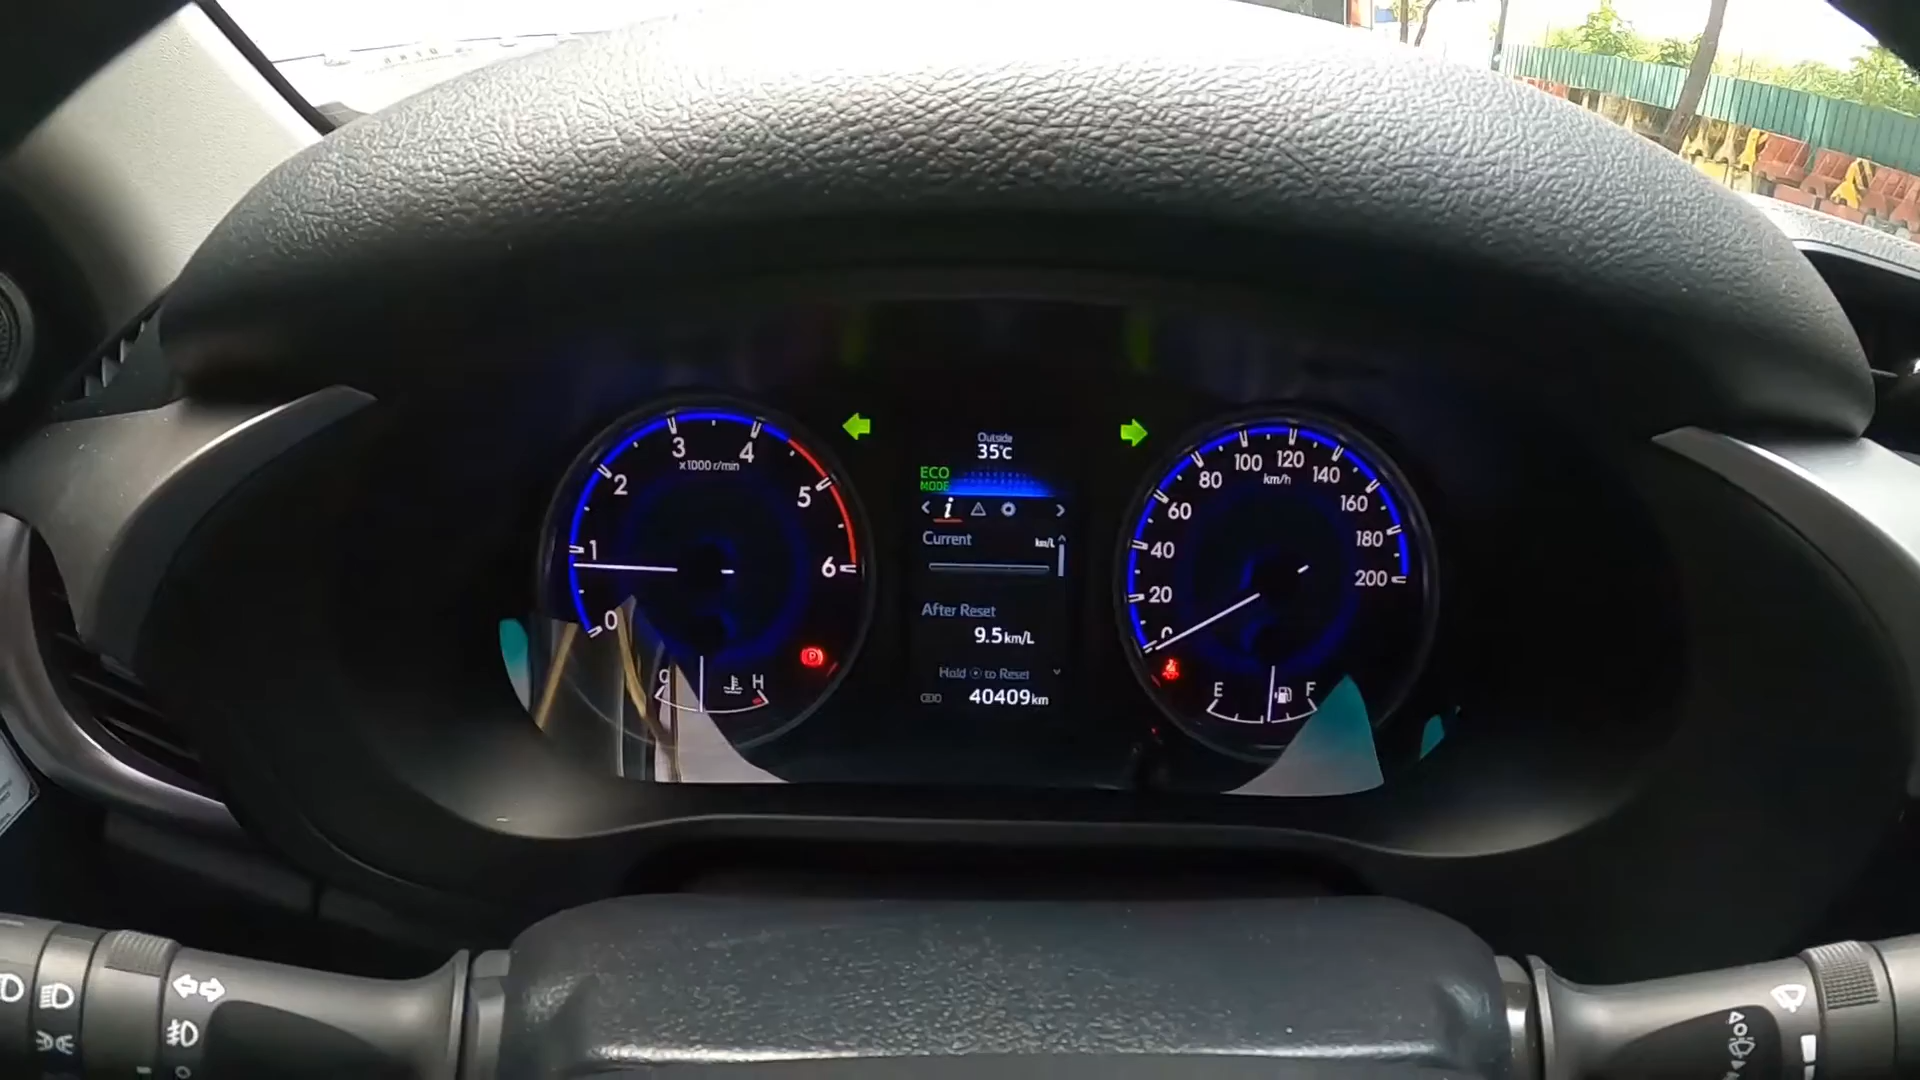 0
1
2
3
4
5
6
x1000 r/min
C
H
P
Outside
35°C
ECO
MODE
< i >
Current km/L
After Reset
9.5 km/L
Hold to Reset
40409 km
0
20
40
60
80
100
120
140
160
180
200
km/h
E
F